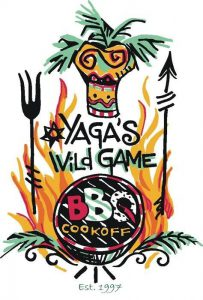 YAGA'S
Wild GAME
BBQ
COOKOFF
Est. 1997